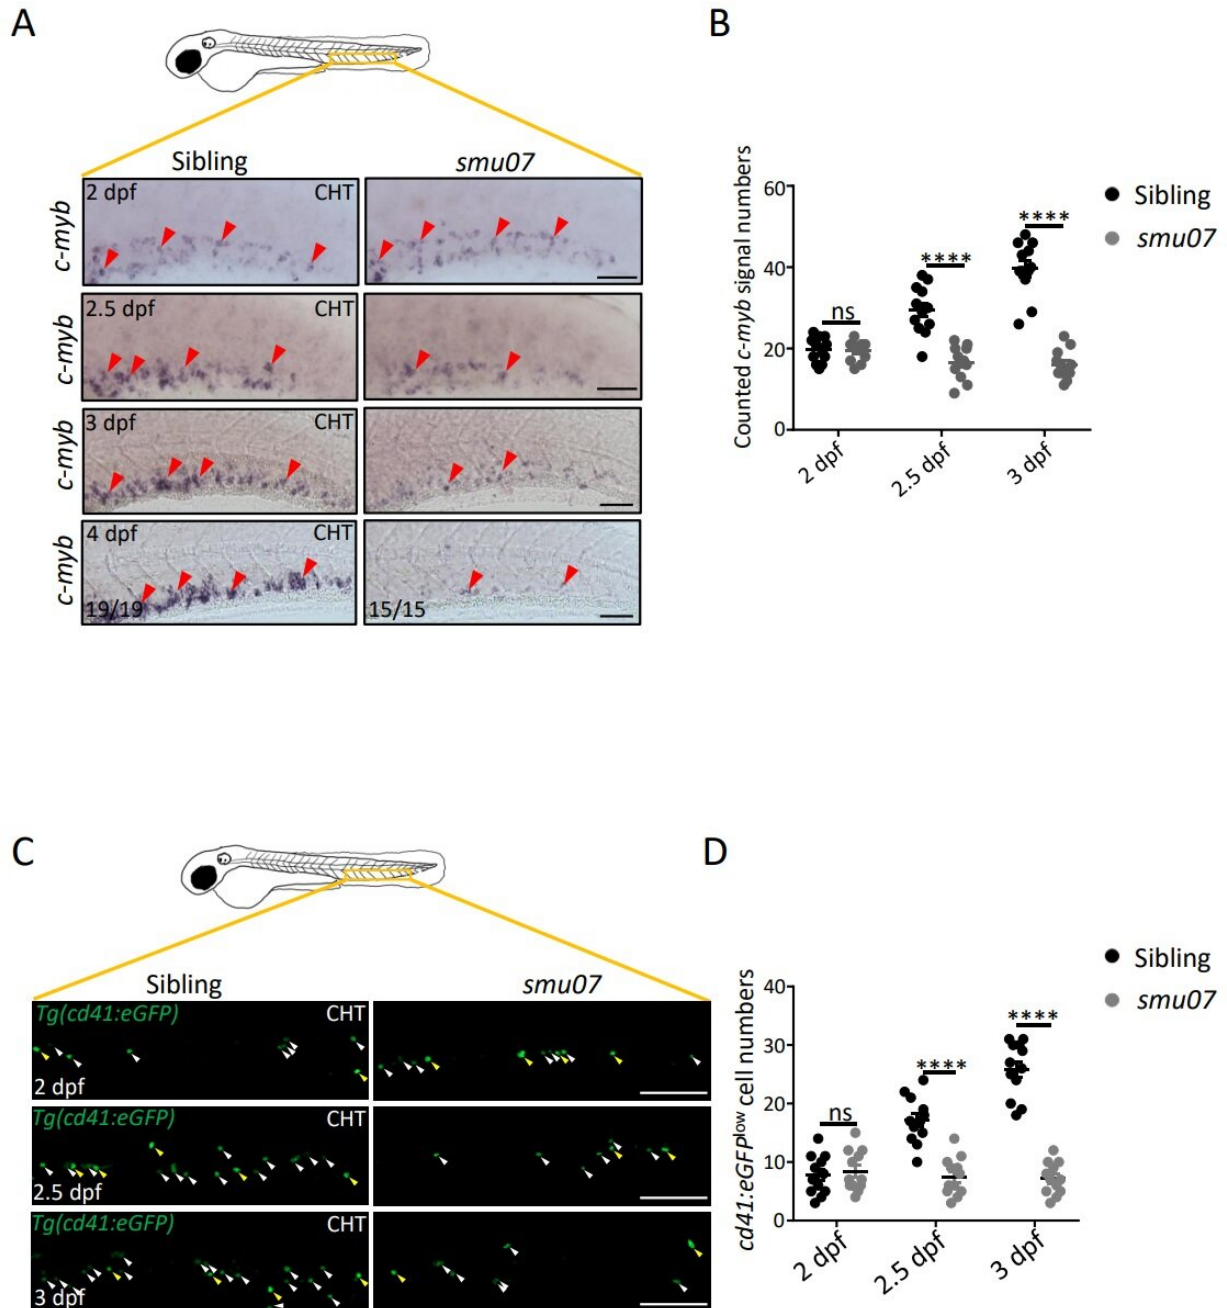 A
Sibling
smu07
c-myb
2 dpf
CHT
c-myb
2.5 dpf
c-myb
3 dpf
CHT
c-myb
4 dpf
CHT
19/19
15/15
B
Counted c-myb signal numbers
60
40
20
0
ns
****
****
2 dpf
2.5 dpf
3 dpf
Sibling
smu07
C
Sibling
smu07
Tg(cd41:eGFP)
CHT
2 dpf
Tg(cd41:eGFP)
CHT
2.5 dpf
Tg(cd41:eGFP)
CHT
3 dpf
D
cd41:eGFPlow cell numbers
40
30
20
10
0
ns
****
****
2 dpf
2.5 dpf
3 dpf
Sibling
smu07